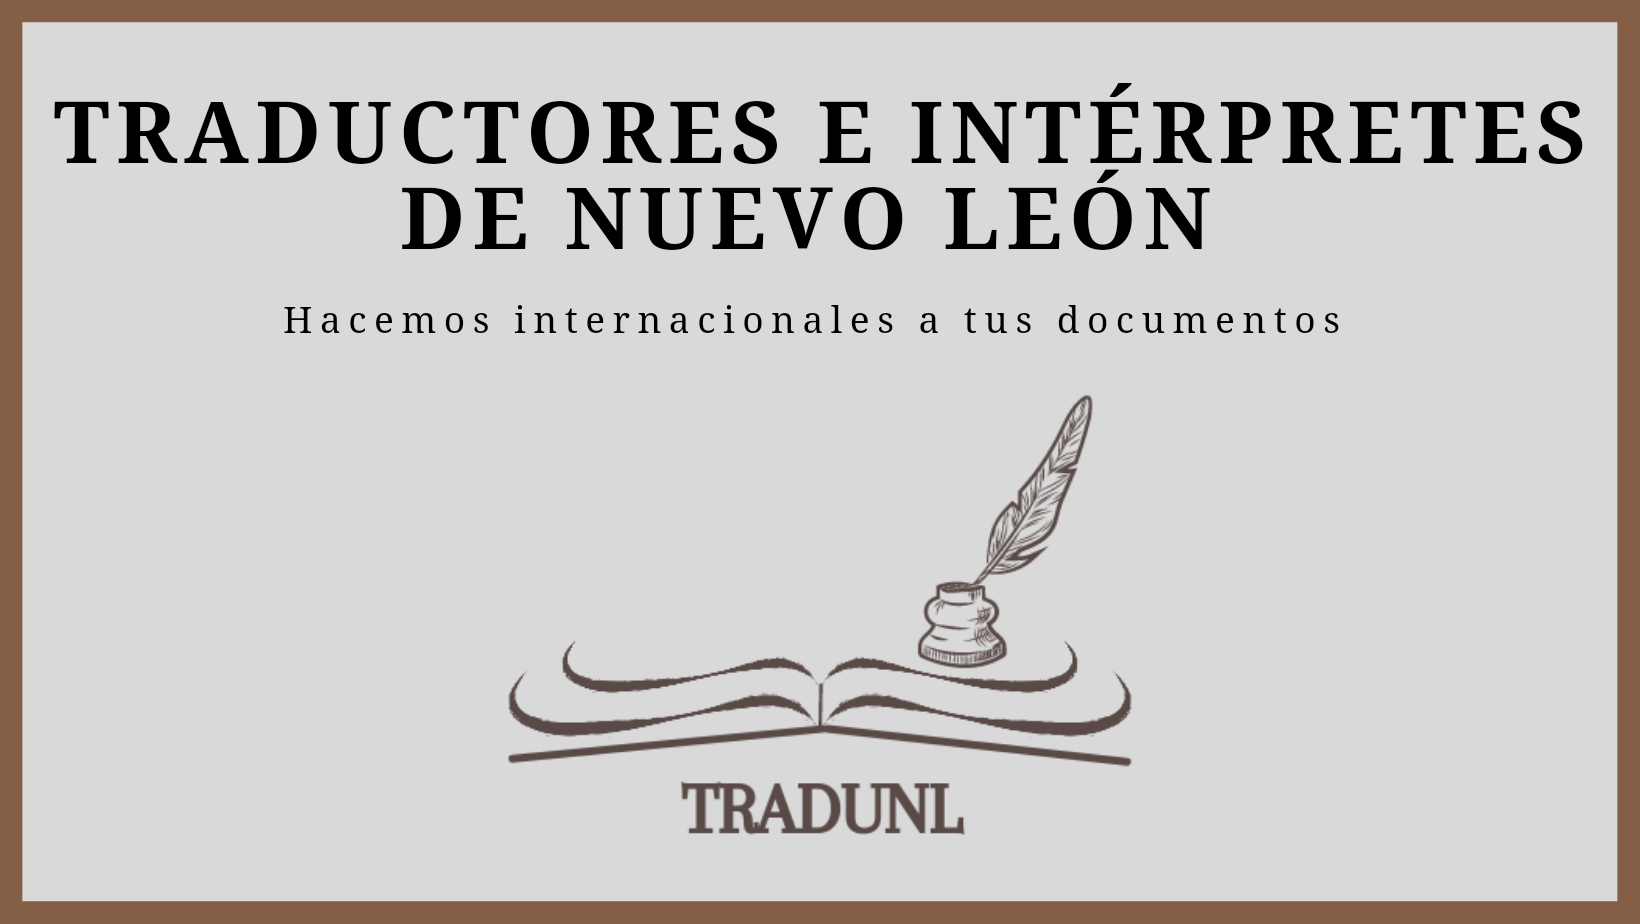 TRADUCTORES E INTÉRPRETES
DE NUEVO LEÓN
Hacemos internacionales a tus documentos
TRADUNL